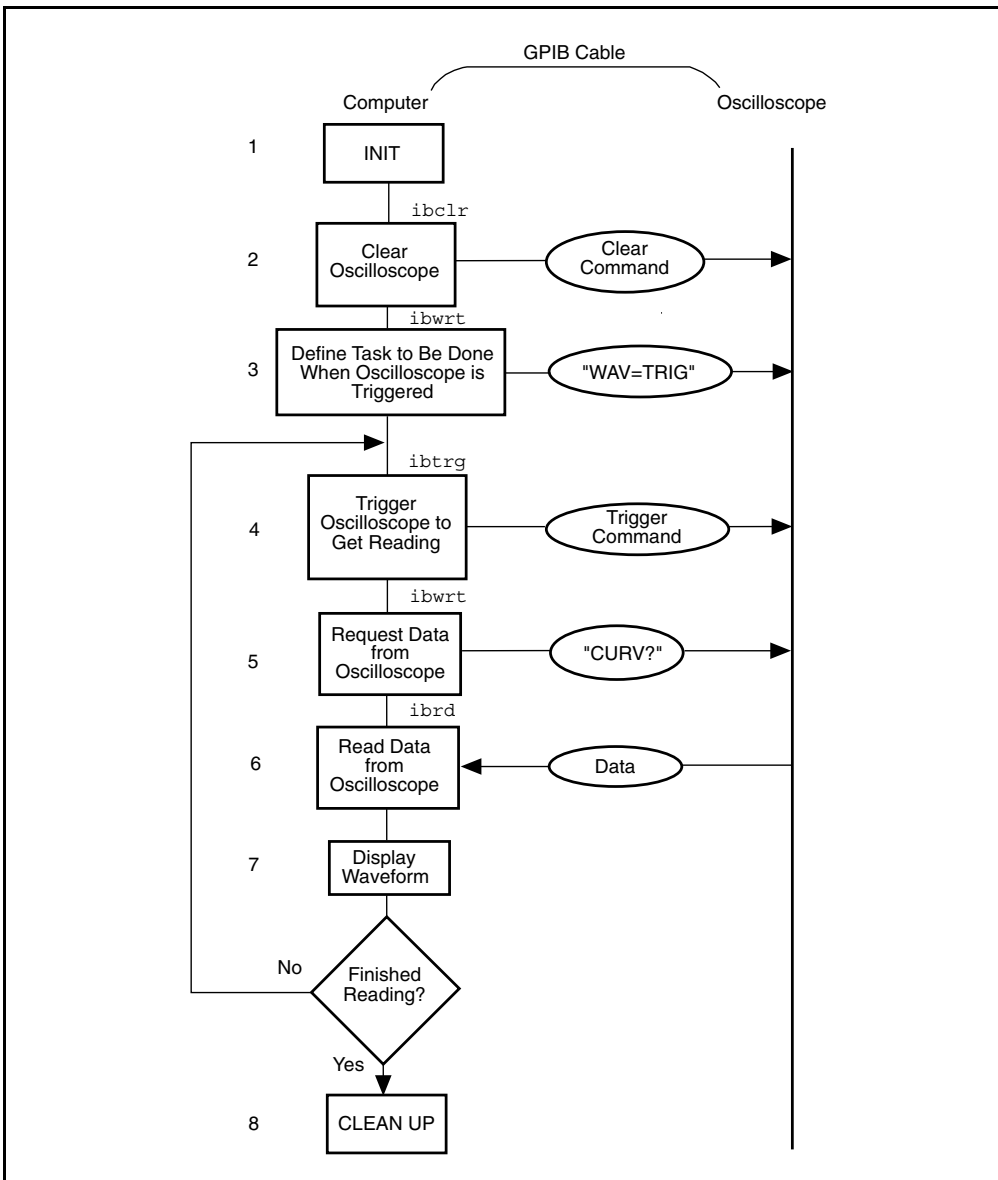 GPIB Cable
Computer
Oscilloscope
1
INIT
ibclr
2
Clear
Oscilloscope
Clear
Command
ibwrt
3
Define Task to Be Done
When Oscilloscope is
Triggered
"WAV=TRIG"
ibtrg
4
Trigger
Oscilloscope to
Get Reading
Trigger
Command
ibwrt
5
Request Data
from
Oscilloscope
"CURV?"
ibrd
6
Read Data
from
Oscilloscope
Data
7
Display
Waveform
No
Finished
Reading?
Yes
8
CLEAN UP